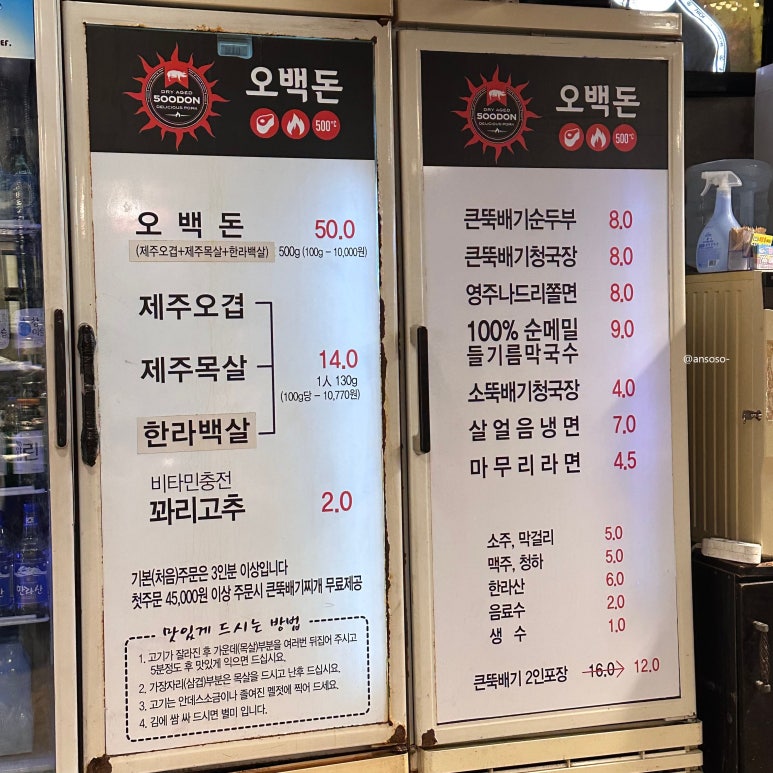 DRY AGED
500DON
DELICIOUS PORK
오백돈
500℃
오 백 돈 50.0
(제주오겹+제주목살+한라백살) 500g (100g – 10,000원)
제주오겹
제주목살 14.0
1人 130g
(100g당 – 10,770원)
한라백살
비타민충전
꽈리고추 2.0
기본(처음)주문은 3인분 이상입니다
첫주문 45,000원 이상 주문시 큰뚝배기찌개 무료제공
맛있게 드시는 방법
1. 고기가 잘라진 후 가운데(목살)부분을 여러번 뒤집어 주시고
5분정도 후 맛있게 익으면 드십시요.
2. 가장자리(삼겹)부분은 목살을 드시고 난후 드십시요.
3. 고기는 안데스소금이나 졸여진 멜젓에 찍어 드세요.
4. 김에 쌈 싸 드시면 별미 입니다.
DRY AGED
500DON
DELICIOUS PORK
오백돈
500℃
큰뚝배기순두부 8.0
큰뚝배기청국장 8.0
영주나드리쫄면 8.0
100% 순메밀 9.0
들기름막국수
소뚝배기청국장 4.0
살얼음냉면 7.0
마무리라면 4.5
소주, 막걸리 5.0
맥주, 청하 5.0
한라산 6.0
음료수 2.0
생 수 1.0
큰뚝배기 2인포장 16.0 → 12.0
@ansoso-
한라산